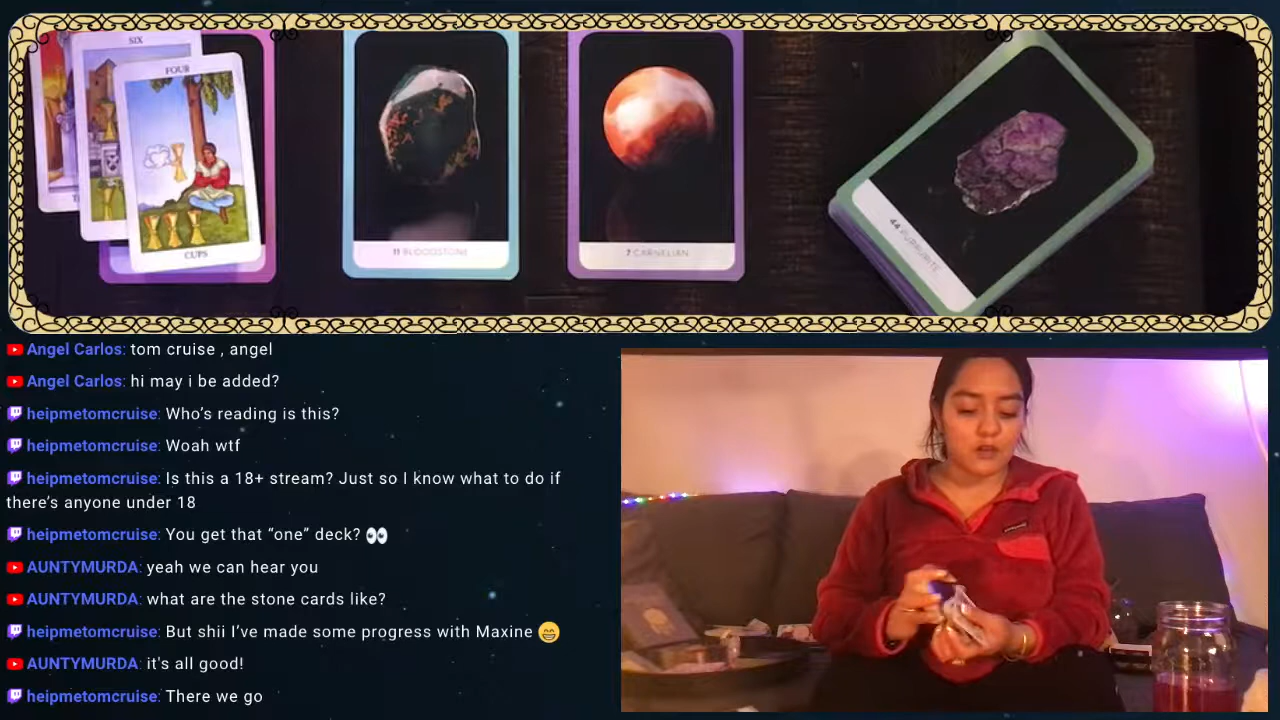 SIX
FOUR
CUPS
11 BLOODSTONE
7 CARNELIAN
44 PURPURITE
Angel Carlos: tom cruise , angel
Angel Carlos: hi may i be added?
heipmetomcruise: Who's reading is this?
heipmetomcruise: Woah wtf
heipmetomcruise: Is this a 18+ stream? Just so I know what to do if
there's anyone under 18
heipmetomcruise: You get that “one” deck? 👀
AUNTYMURDA: yeah we can hear you
AUNTYMURDA: what are the stone cards like?
heipmetomcruise: But shii I've made some progress with Maxine 😁
AUNTYMURDA: it's all good!
heipmetomcruise: There we go